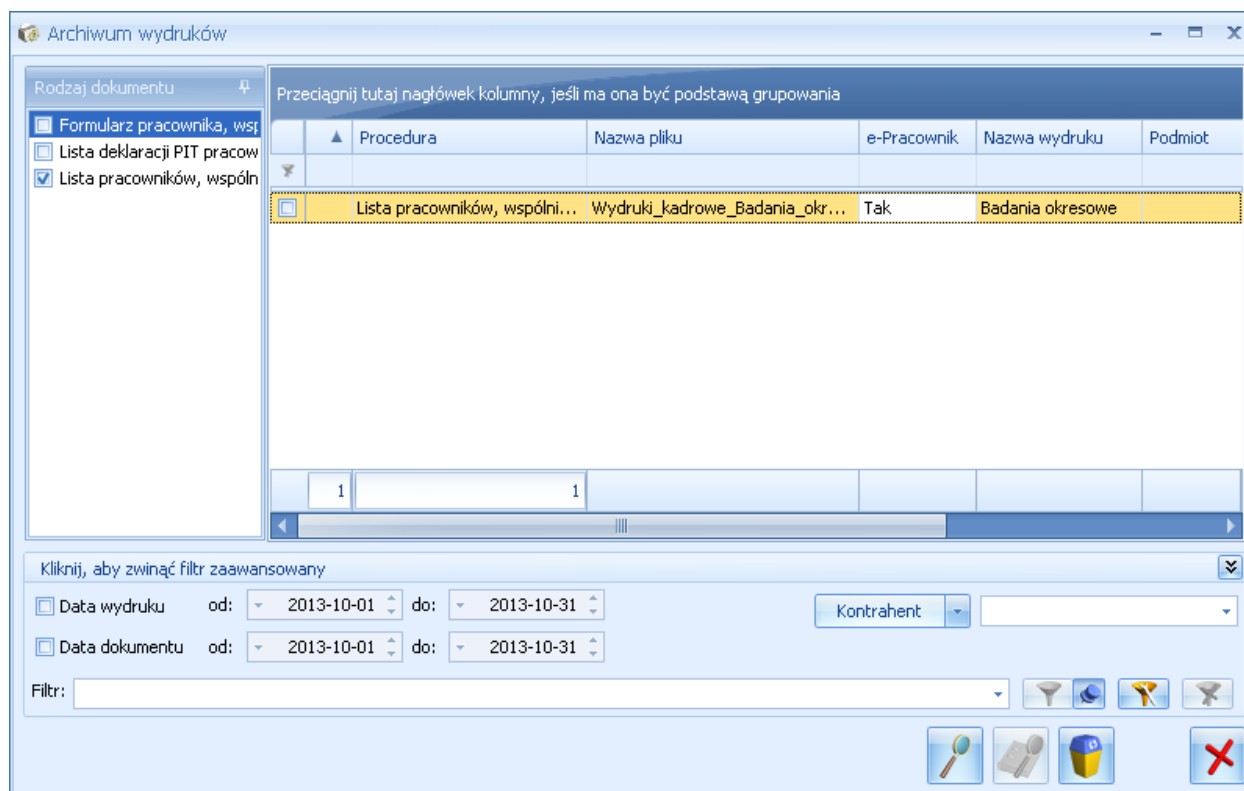 Archiwum wydruków
Rodzaj dokumentu
Formularz pracownika, wsp
Lista deklaracji PIT pracow
Lista pracowników, wspóln
Przeciągnij tutaj nagłówek kolumny, jeśli ma ona być podstawą grupowania
Procedura Nazwa pliku e-Pracownik Nazwa wydruku Podmiot
Lista pracowników, wspólni... Wydruki_kadrowe_Badania_okr... Tak Badania okresowe
1 1
Kliknij, aby zwinąć filtr zaawansowany
Data wydruku od: 2013-10-01 do: 2013-10-31 Kontrahent
Data dokumentu od: 2013-10-01 do: 2013-10-31
Filtr: